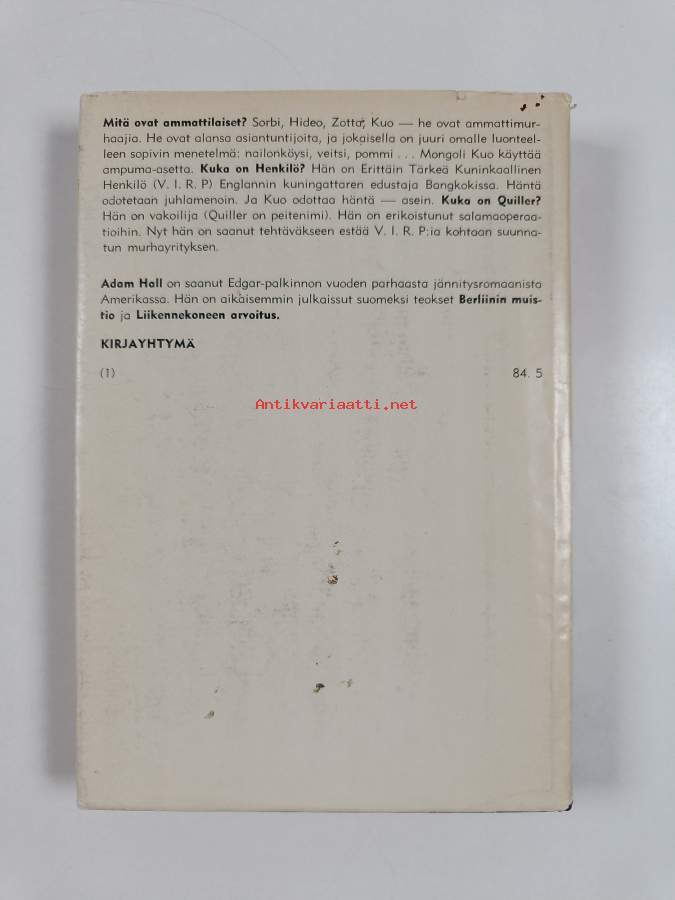 Mitä ovat ammattilaiset? Sorbi, Hideo, Zotta, Kuo — he ovat ammattimur-
haajia. He ovat alansa asiantuntijoita, ja jokaisella on juuri omalle luonteel-
leen sopivin menetelmä: nailonköysi, veitsi, pommi . . . Mongoli Kuo käyttää
ampuma-asetta. Kuka on Henkilö? Hän on Erittäin Tärkeä Kuninkaallinen
Henkilö (V. I. R. P) Englannin kuningattaren edustaja Bangkokissa. Häntä
odotetaan juhlamenoin. Ja Kuo odottaa häntä — asein. Kuka on Quiller?
Hän on vakoilija (Quiller on peitenimi). Hän on erikoistunut salamaoperaa-
tioihin. Nyt hän on saanut tehtäväkseen estää V. I. R. P:ia kohtaan suunna-
tun murhayrityksen.
Adam Hall on saanut Edgar-palkinnon vuoden parhaasta jännitysromaanista
Amerikassa. Hän on aikaisemmin julkaissut suomeksi teokset Berliinin muis-
tio ja Liikennekoneen arvoitus.
KIRJAYHTYMÄ
(1) 84. 5
Antikvariaatti.net